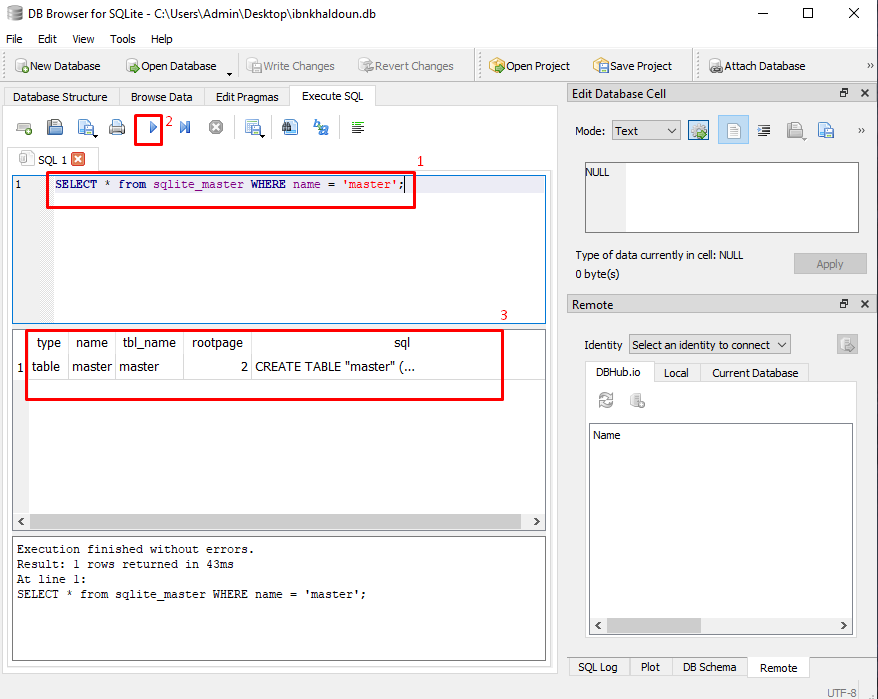 DB Browser for SQLite - C:\Users\Admin\Desktop\ibnkhaldoun.db
File Edit View Tools Help
New Database Open Database Write Changes Revert Changes Open Project Save Project Attach Database »
Database Structure Browse Data Edit Pragmas Execute SQL
2
SQL 1
1
1 SELECT * from sqlite_master WHERE name = 'master';
3
type name tbl_name rootpage sql
1 table master master 2 CREATE TABLE "master" (...
Execution finished without errors.
Result: 1 rows returned in 43ms
At line 1:
SELECT * from sqlite_master WHERE name = 'master';
Edit Database Cell
Mode: Text »
NULL
Type of data currently in cell: NULL
0 byte(s)
Apply
Remote
Identity Select an identity to connect
DBHub.io Local Current Database
Name
SQL Log Plot DB Schema Remote
UTF-8